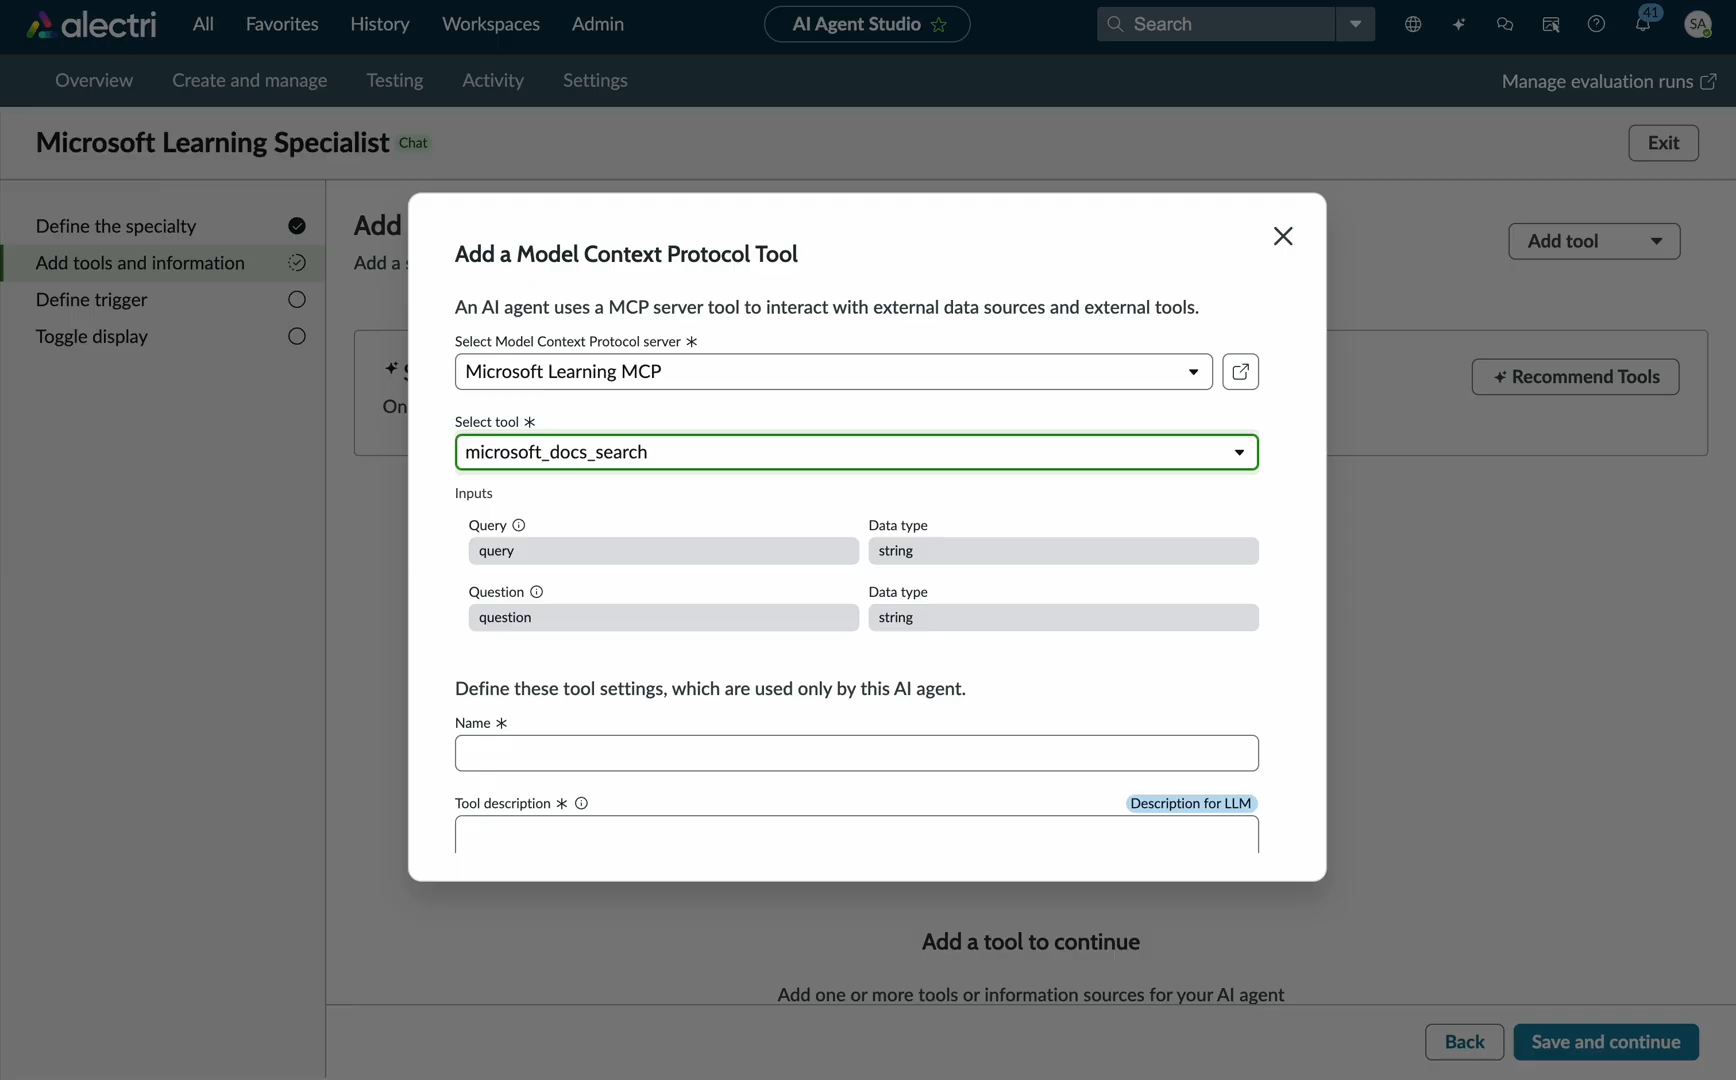 alectri All Favorites History Workspaces Admin AI Agent Studio Search 41 SA
Overview Create and manage Testing Activity Settings Manage evaluation runs
Microsoft Learning Specialist Chat Exit
Define the specialty
Add tools and information
Define trigger
Toggle display
Add
Add a
Add tool
On
Recommend Tools
Add a Model Context Protocol Tool
An AI agent uses a MCP server tool to interact with external data sources and external tools.
Select Model Context Protocol server *
Microsoft Learning MCP
Select tool *
microsoft_docs_search
Inputs
Query Data type
query string
Question Data type
question string
Define these tool settings, which are used only by this AI agent.
Name *
Tool description * Description for LLM
Add a tool to continue
Add one or more tools or information sources for your AI agent
Back Save and continue